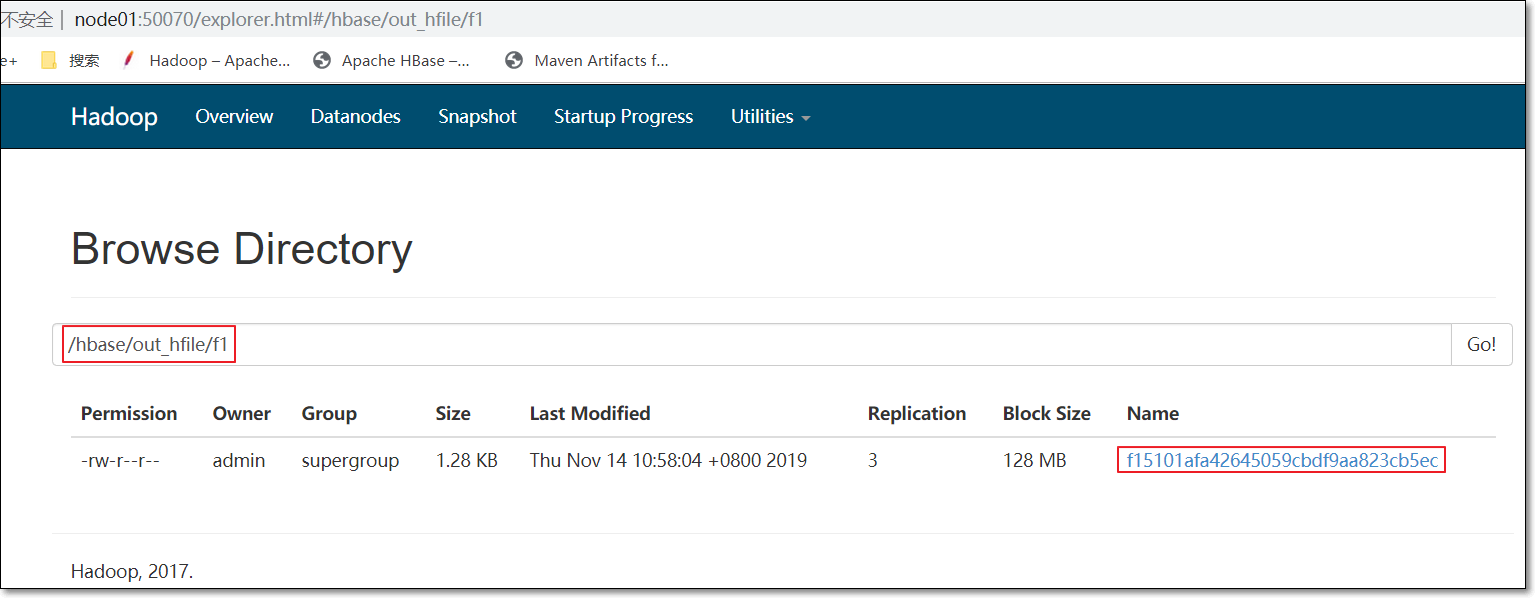 不安全 | node01:50070/explorer.html#/hbase/out_hfile/f1
e+ 搜索 Hadoop – Apache... Apache HBase –... Maven Artifacts f...
Hadoop Overview Datanodes Snapshot Startup Progress Utilities
Browse Directory
/hbase/out_hfile/f1 Go!
Permission Owner Group Size Last Modified Replication Block Size Name
-rw-r--r-- admin supergroup 1.28 KB Thu Nov 14 10:58:04 +0800 2019 3 128 MB f15101afa42645059cbdf9aa823cb5ec
Hadoop, 2017.